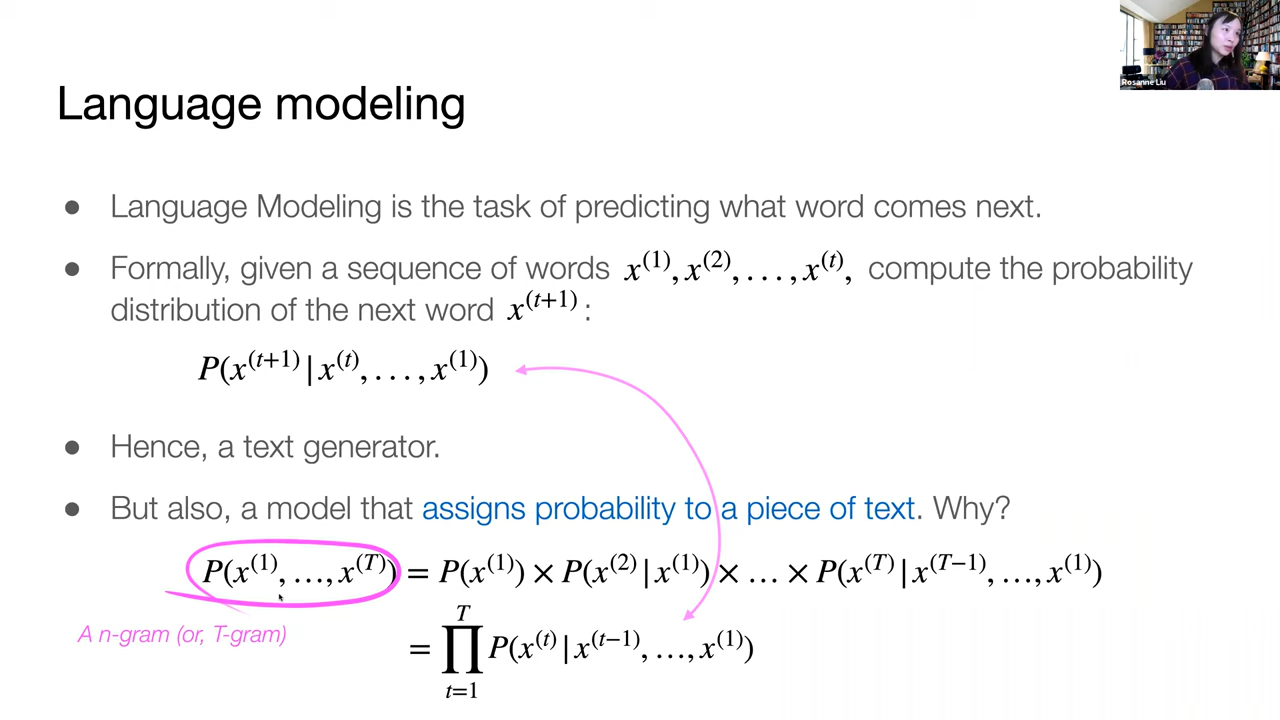 Rosanne Liu
Language modeling
● Language Modeling is the task of predicting what word comes next.
● Formally, given a sequence of words x^(1), x^(2), . . . , x^(t), compute the probability
distribution of the next word x^(t+1) :
P(x^(t+1) | x^(t), . . . , x^(1))
● Hence, a text generator.
● But also, a model that assigns probability to a piece of text. Why?
P(x^(1), …, x^(T)) = P(x^(1)) × P(x^(2) | x^(1)) × … × P(x^(T) | x^(T−1), …, x^(1))
A n-gram (or, T-gram)
= ∏_{t=1}^{T} P(x^(t) | x^(t−1), …, x^(1))